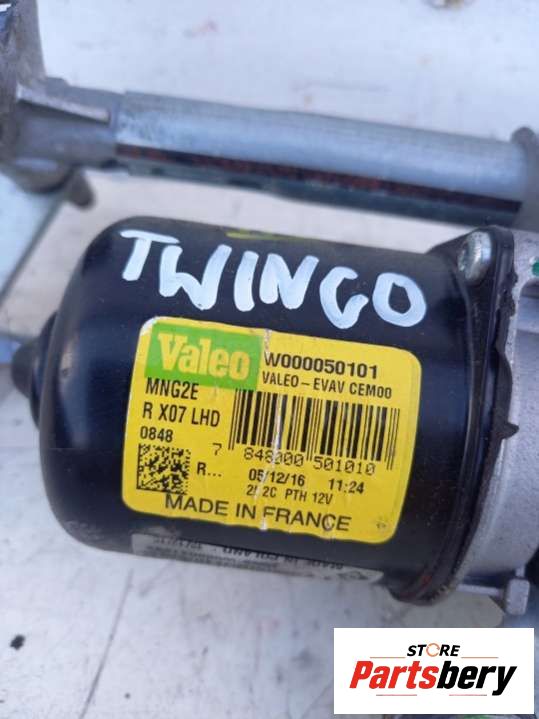 TWINGO
Valeo W000050101
VALEO-EVAV CEM00
MNG2E
R X07 LHD
0848
7 848000 501010
R... 05/12/16 11:24
PTH 12V
MADE IN FRANCE
STORE
Partsbery